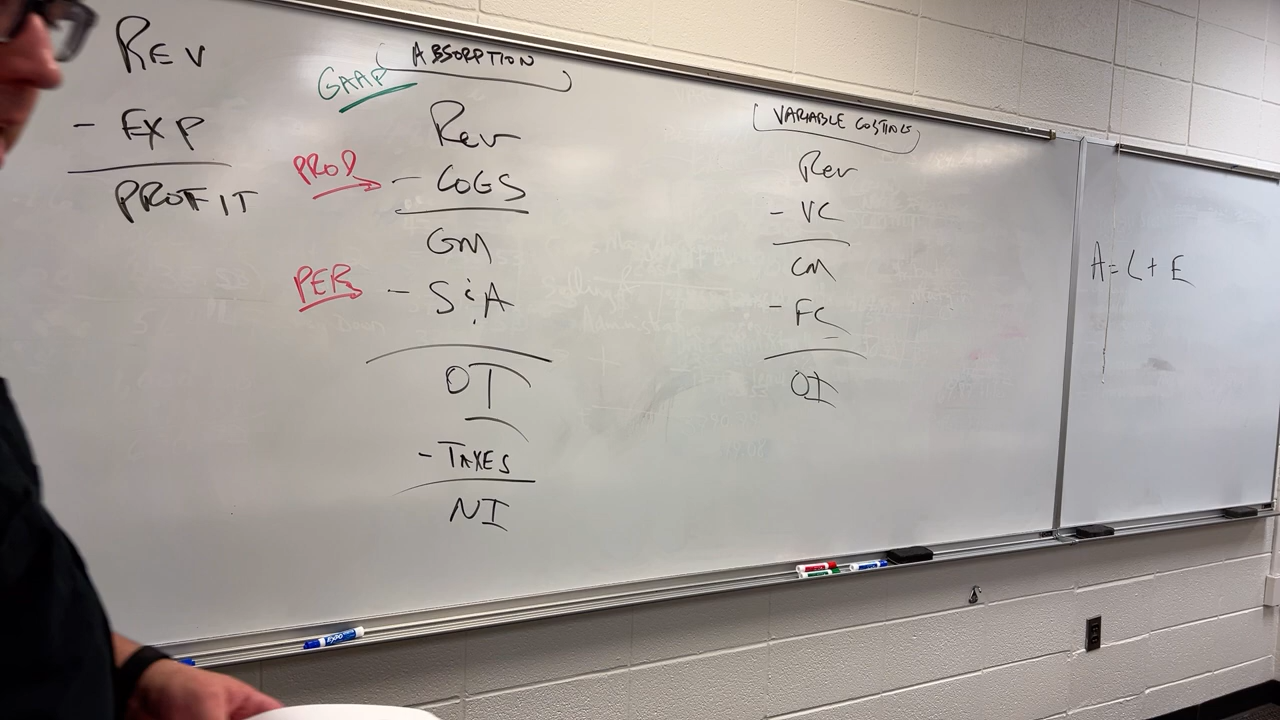 REV
- EXP
PROFIT
GAAP
ABSORPTION
Rev
PROD
- COGS
GM
PER
- S&A
OI
- TAXES
NI
VARIABLE COSTING
Rev
- VC
CM
- FC
OI
A = L + E
EXPO